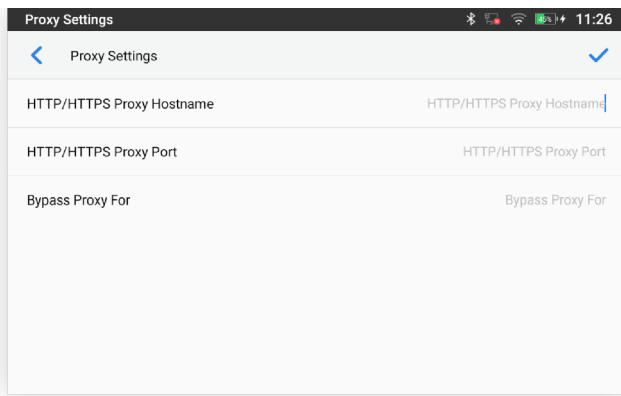 Proxy Settings 45% 11:26
Proxy Settings
HTTP/HTTPS Proxy Hostname HTTP/HTTPS Proxy Hostname
HTTP/HTTPS Proxy Port HTTP/HTTPS Proxy Port
Bypass Proxy For Bypass Proxy For